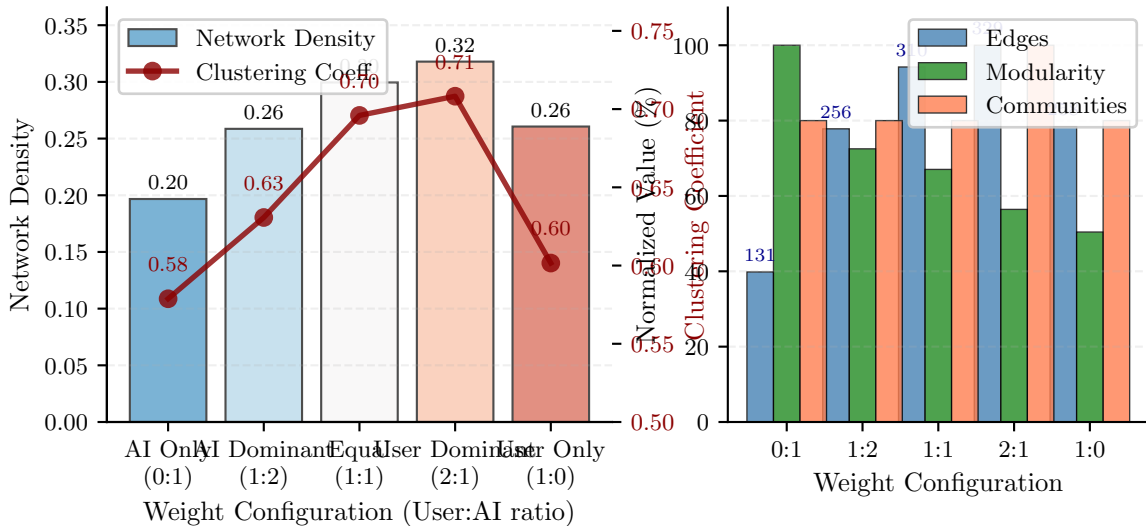 0.35
0.30
0.25
0.20
0.15
0.10
0.05
0.00
Network Density
Network Density
Clustering Coeff.
0.20
0.26
0.32
0.26
0.58
0.63
0.70
0.71
0.60
AI Only
(0:1)
AI Dominant
(1:2)
Equal
(1:1)
User Dominant
(2:1)
User Only
(1:0)
Weight Configuration (User:AI ratio)
0.75
0.70
0.65
0.60
0.55
0.50
Clustering Coefficient
Normalized Value (%)
100
80
60
40
20
0
Edges
Modularity
Communities
131
256
310
329
0:1
1:2
1:1
2:1
1:0
Weight Configuration